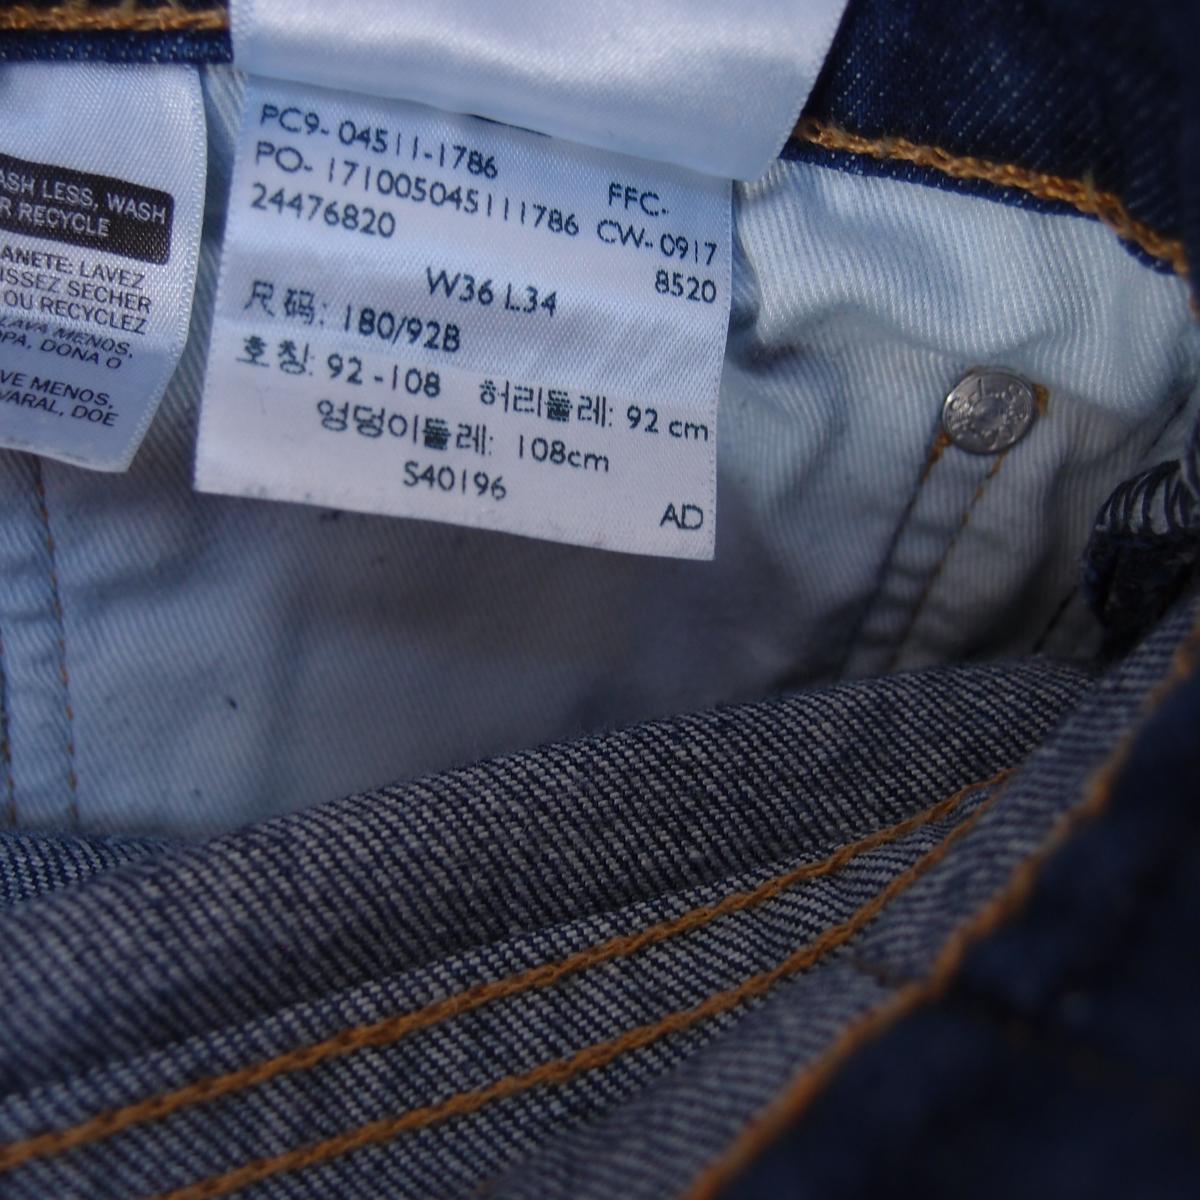 ASH LESS, WASH
R RECYCLE
ANETE: LAVEZ
ISSEZ SECHER
OU RECYCLEZ
LAVA MENOS,
OPA, DONA O
VE MENOS,
VARAL, DOE
PC9- 04511-1786
PO- 171005045111786
24476820
FFC-
CW- 0917
8520
W36 L34
尺码: 180/92B
호칭: 92 -108 허리둘레: 92 cm
엉덩이둘레: 108cm
S40196
AD